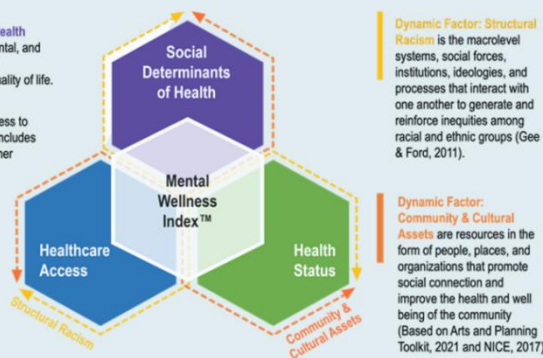 ealth
ntal, and
uality of life.
ess to
ncludes
ner
Social
Determinants
of Health
Mental
Wellness
Index™
Healthcare
Access
Health
Status
Structural Racism
Community &
Cultural Assets
Dynamic Factor: Structural
Racism is the macrolevel
systems, social forces,
institutions, ideologies, and
processes that interact with
one another to generate and
reinforce inequities among
racial and ethnic groups (Gee
& Ford, 2011).
Dynamic Factor:
Community & Cultural
Assets are resources in the
form of people, places, and
organizations that promote
social connection and
improve the health and well
being of the community
(Based on Arts and Planning
Toolkit, 2021 and NICE, 2017)